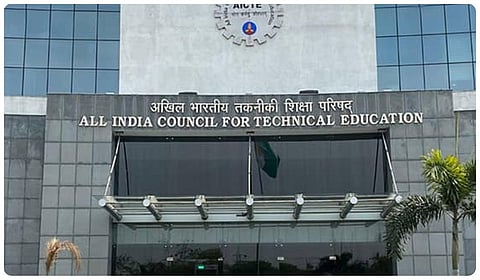 AICTE
अखिल भारतीय तकनीकी शिक्षा परिषद्
ALL INDIA COUNCIL FOR TECHNICAL EDUCATION